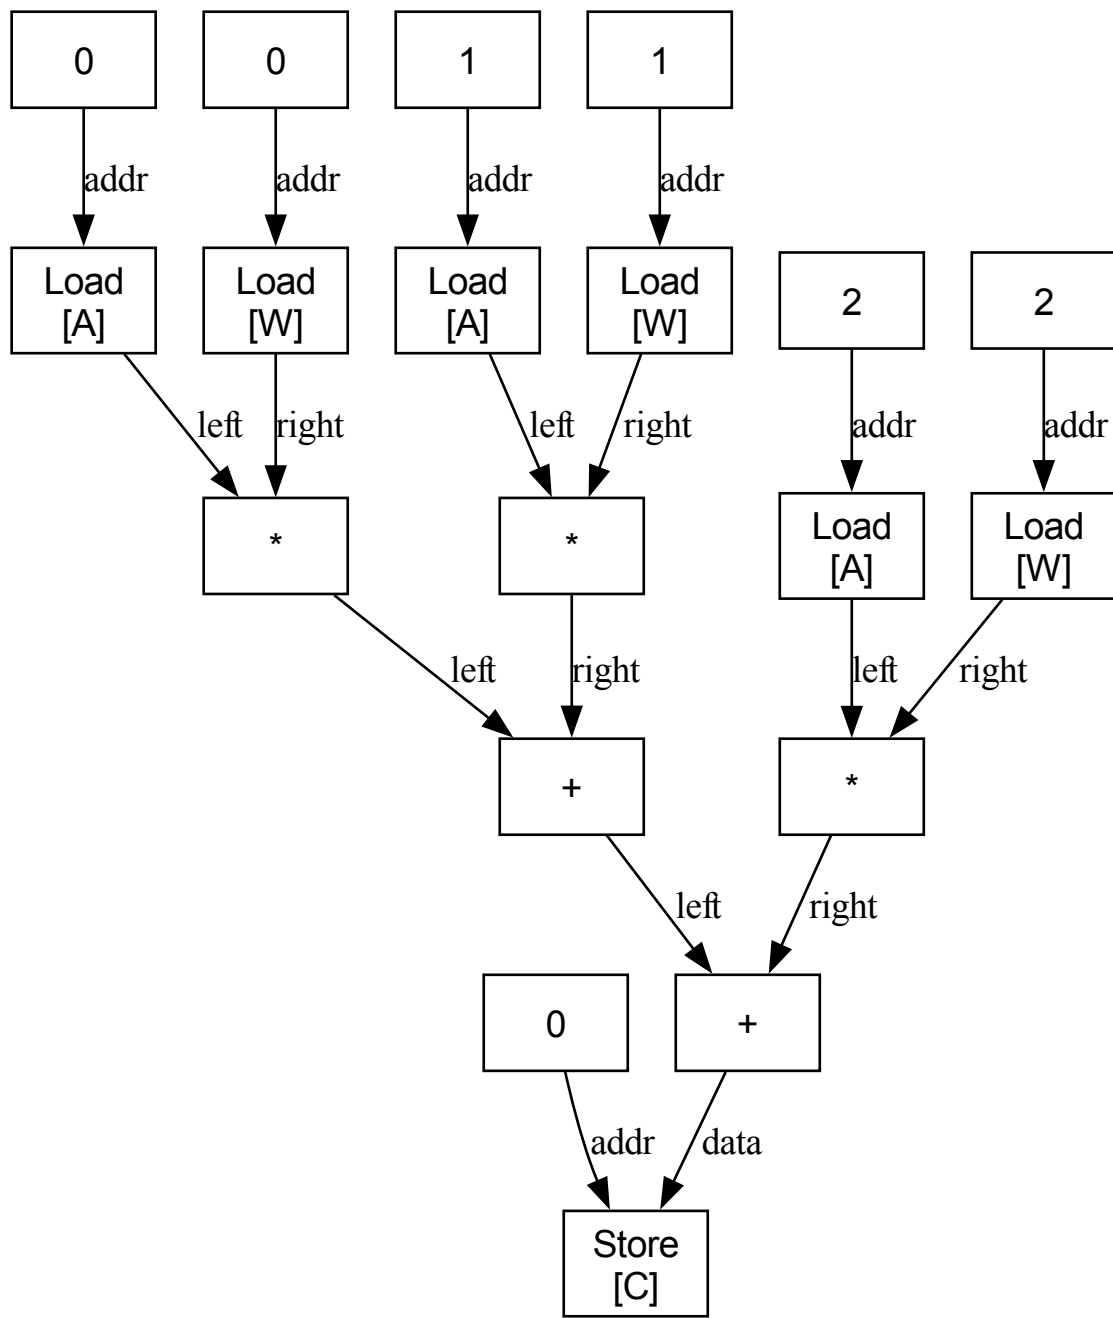 0 0 1 1
addr addr addr addr
Load
[A]
Load
[W]
Load
[A]
Load
[W]
2 2
left right left right addr addr
* *
Load
[A]
Load
[W]
left right left right
+ *
left right
0 +
addr data
Store
[C]